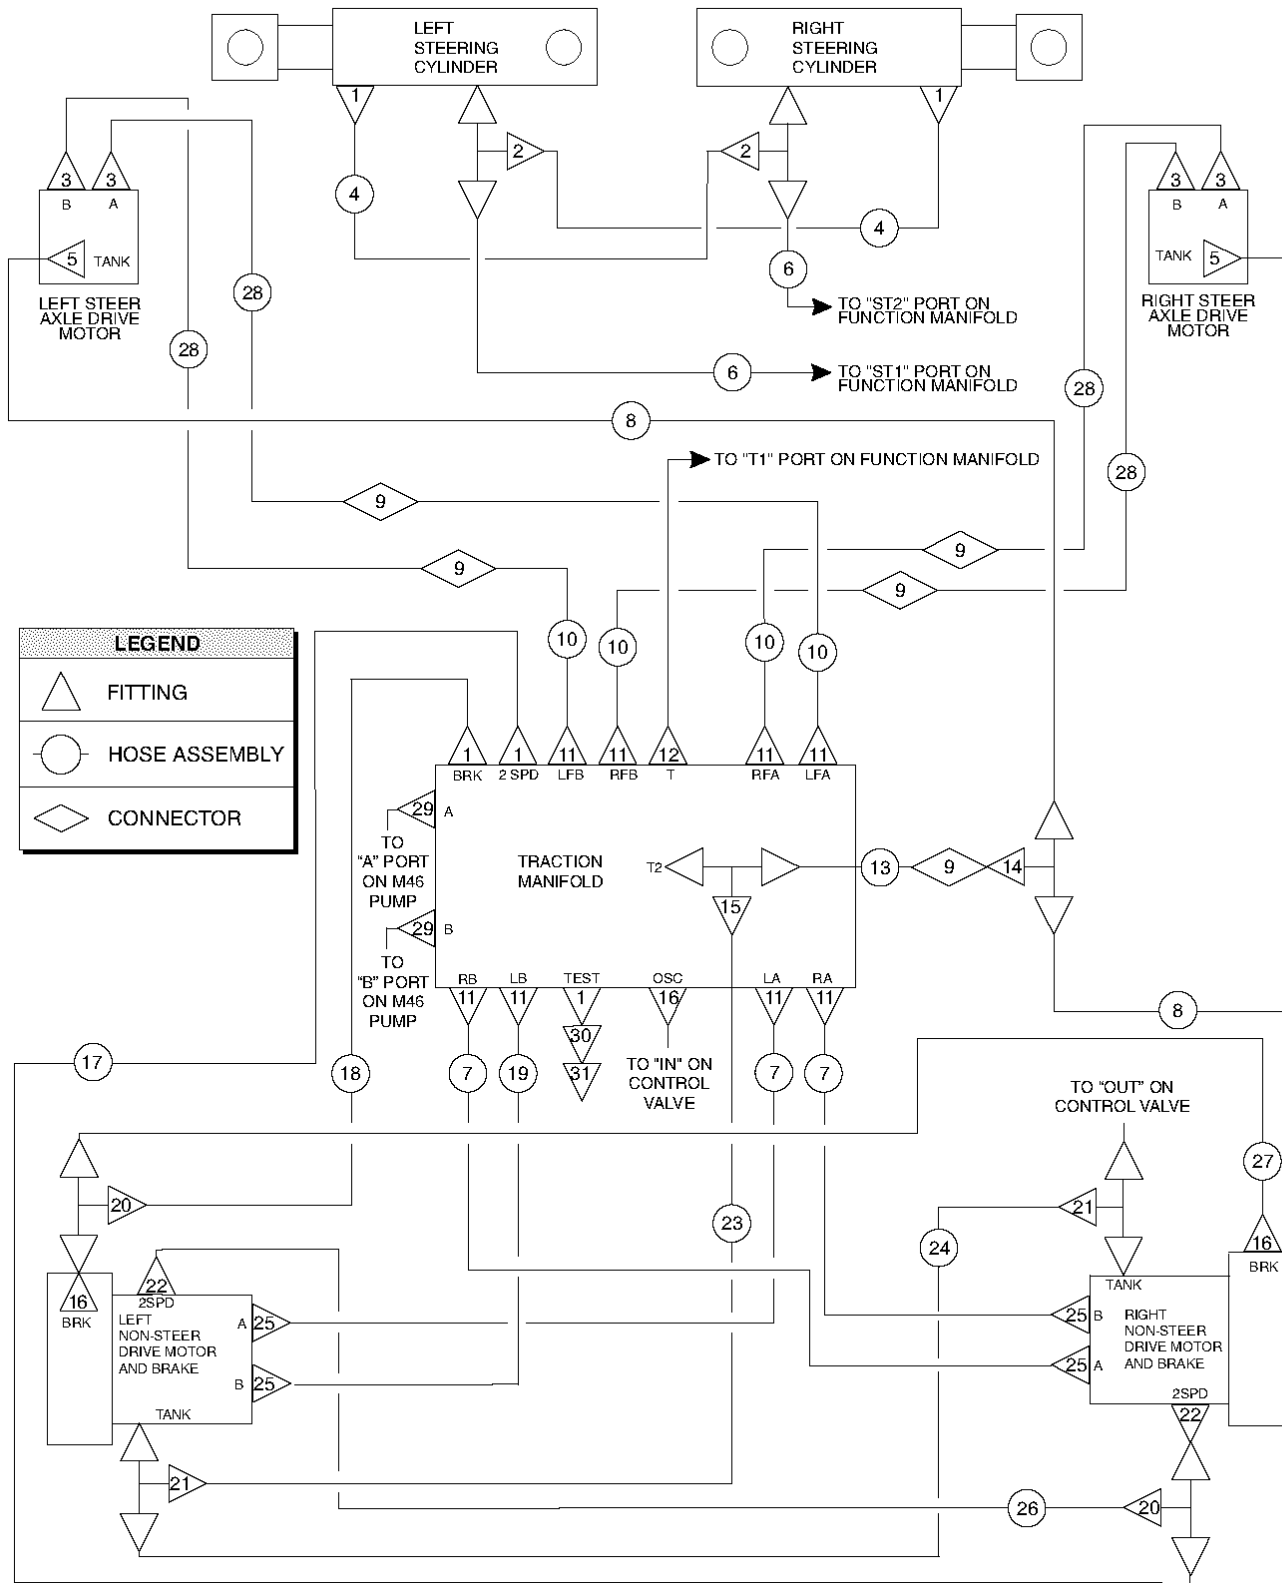 LEFT
STEERING
CYLINDER
RIGHT
STEERING
CYLINDER
1
1
2
2
3
3
B
A
4
4
3
3
B
A
5
TANK
TANK
5
LEFT STEER
AXLE DRIVE
MOTOR
RIGHT STEER
AXLE DRIVE
MOTOR
6
TO "ST2" PORT ON
FUNCTION MANIFOLD
28
28
6
TO "ST1" PORT ON
FUNCTION MANIFOLD
28
8
TO "T1" PORT ON FUNCTION MANIFOLD
28
9
9
9
9
10
10
10
10
LEGEND
FITTING
HOSE ASSEMBLY
CONNECTOR
1
1
11
11
12
11
11
BRK
2 SPD
LFB
RFB
T
RFA
LFA
29
A
TO
"A" PORT
ON M46
PUMP
TRACTION
MANIFOLD
T2
13
9
14
15
29
B
TO
"B" PORT
ON M46
PUMP
RB
LB
TEST
OSC
LA
RA
11
11
1
16
11
11
30
31
8
17
18
7
19
TO "IN" ON
CONTROL
VALVE
7
7
TO "OUT" ON
CONTROL VALVE
27
20
23
21
24
16
BRK
22
2SPD
16
BRK
LEFT
NON-STEER
DRIVE MOTOR
AND BRAKE
A
25
B
25
TANK
TANK
25
B
25
A
RIGHT
NON-STEER
DRIVE MOTOR
AND BRAKE
2SPD
22
21
26
20